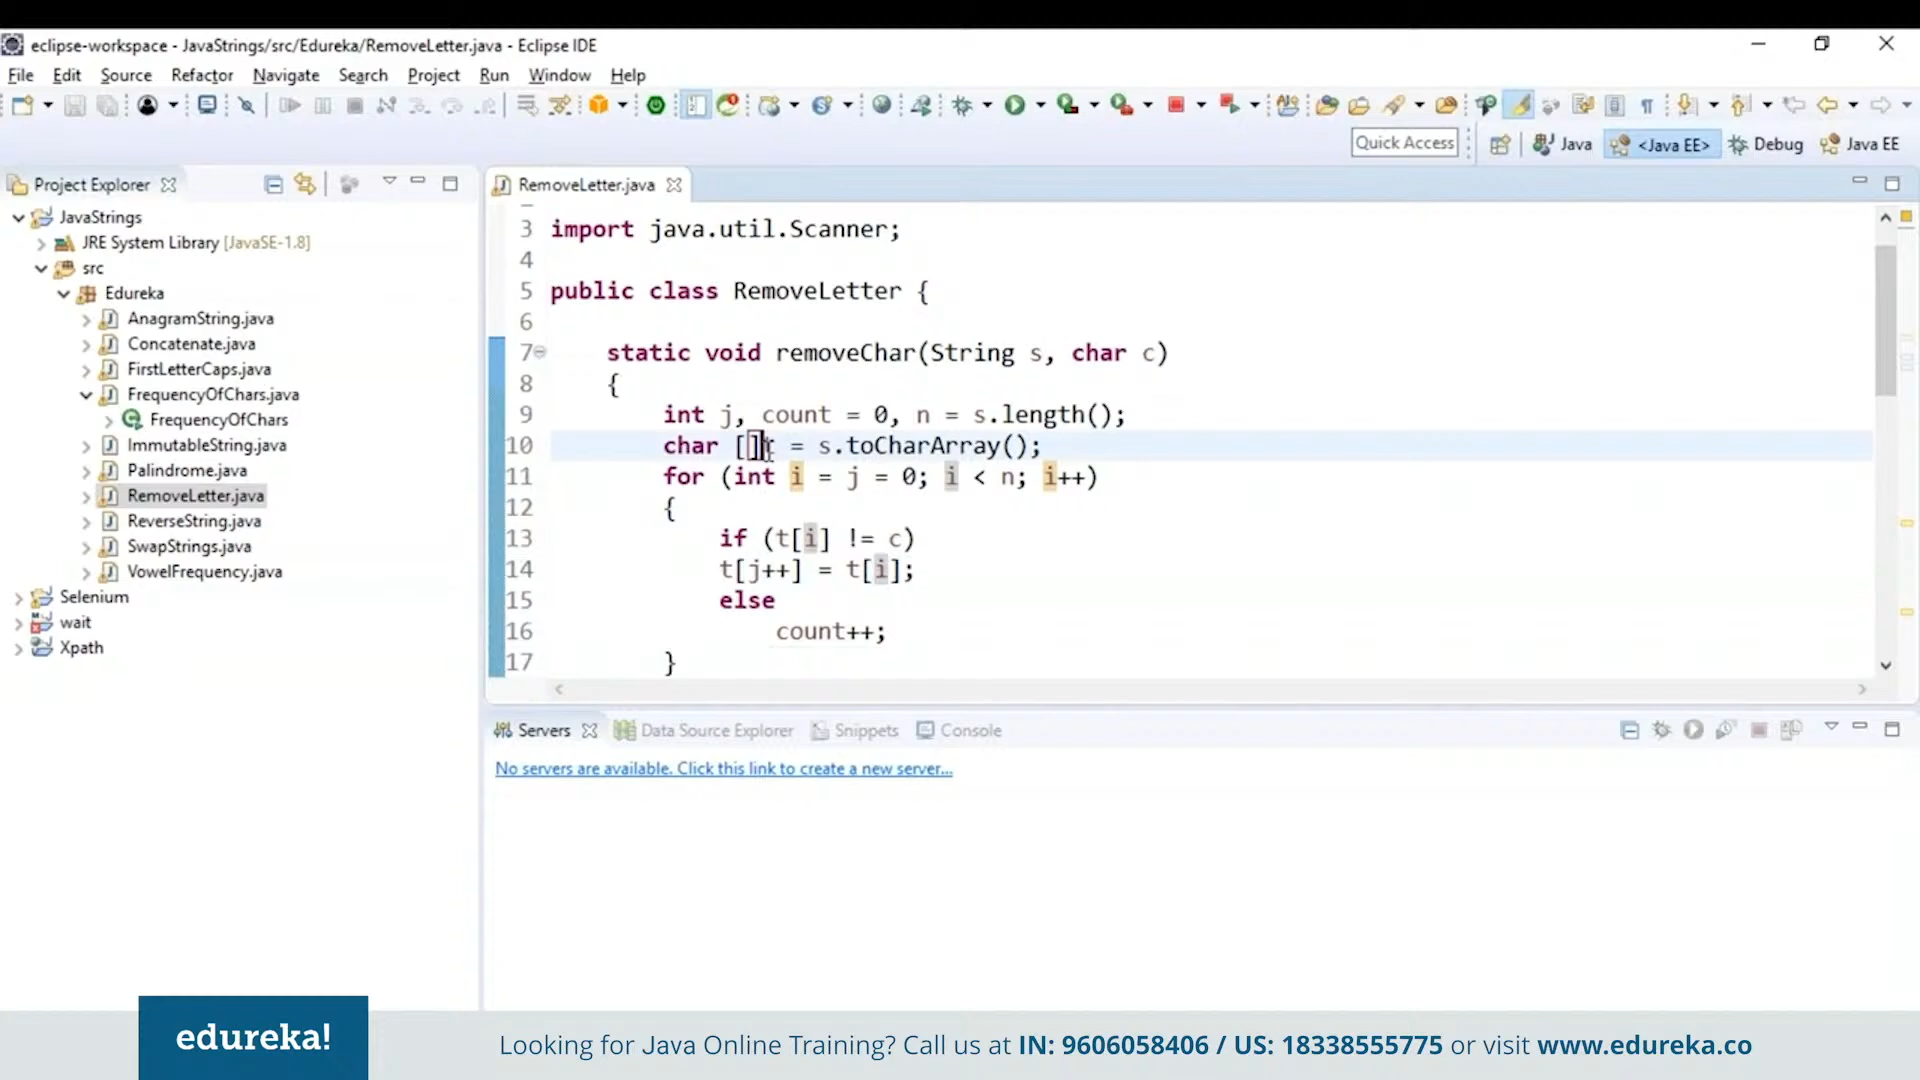 eclipse-workspace - JavaStrings/src/Edureka/RemoveLetter.java - Eclipse IDE
File Edit Source Refactor Navigate Search Project Run Window Help
Quick Access
Java
<Java EE>
Debug
Java EE
Project Explorer
JavaStrings
JRE System Library [JavaSE-1.8]
src
Edureka
AnagramString.java
Concatenate.java
FirstLetterCaps.java
FrequencyOfChars.java
FrequencyOfChars
ImmutableString.java
Palindrome.java
RemoveLetter.java
ReverseString.java
SwapStrings.java
VowelFrequency.java
Selenium
wait
Xpath
RemoveLetter.java
3 import java.util.Scanner;
4
5 public class RemoveLetter {
6
7 static void removeChar(String s, char c)
8 {
9 int j, count = 0, n = s.length();
10 char []t = s.toCharArray();
11 for (int i = j = 0; i < n; i++)
12 {
13 if (t[i] != c)
14 t[j++] = t[i];
15 else
16 count++;
17 }
Servers Data Source Explorer Snippets Console
No servers are available. Click this link to create a new server...
edureka!
Looking for Java Online Training? Call us at IN: 9606058406 / US: 18338555775 or visit www.edureka.co